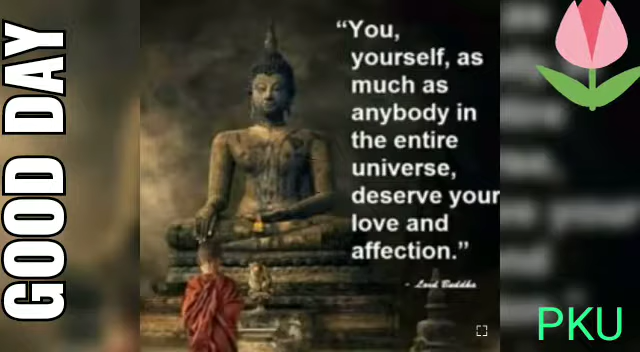 GOOD DAY
“You,
yourself, as
much as
anybody in
the entire
universe,
deserve your
love and
affection.”
- Lord Buddha
PKU